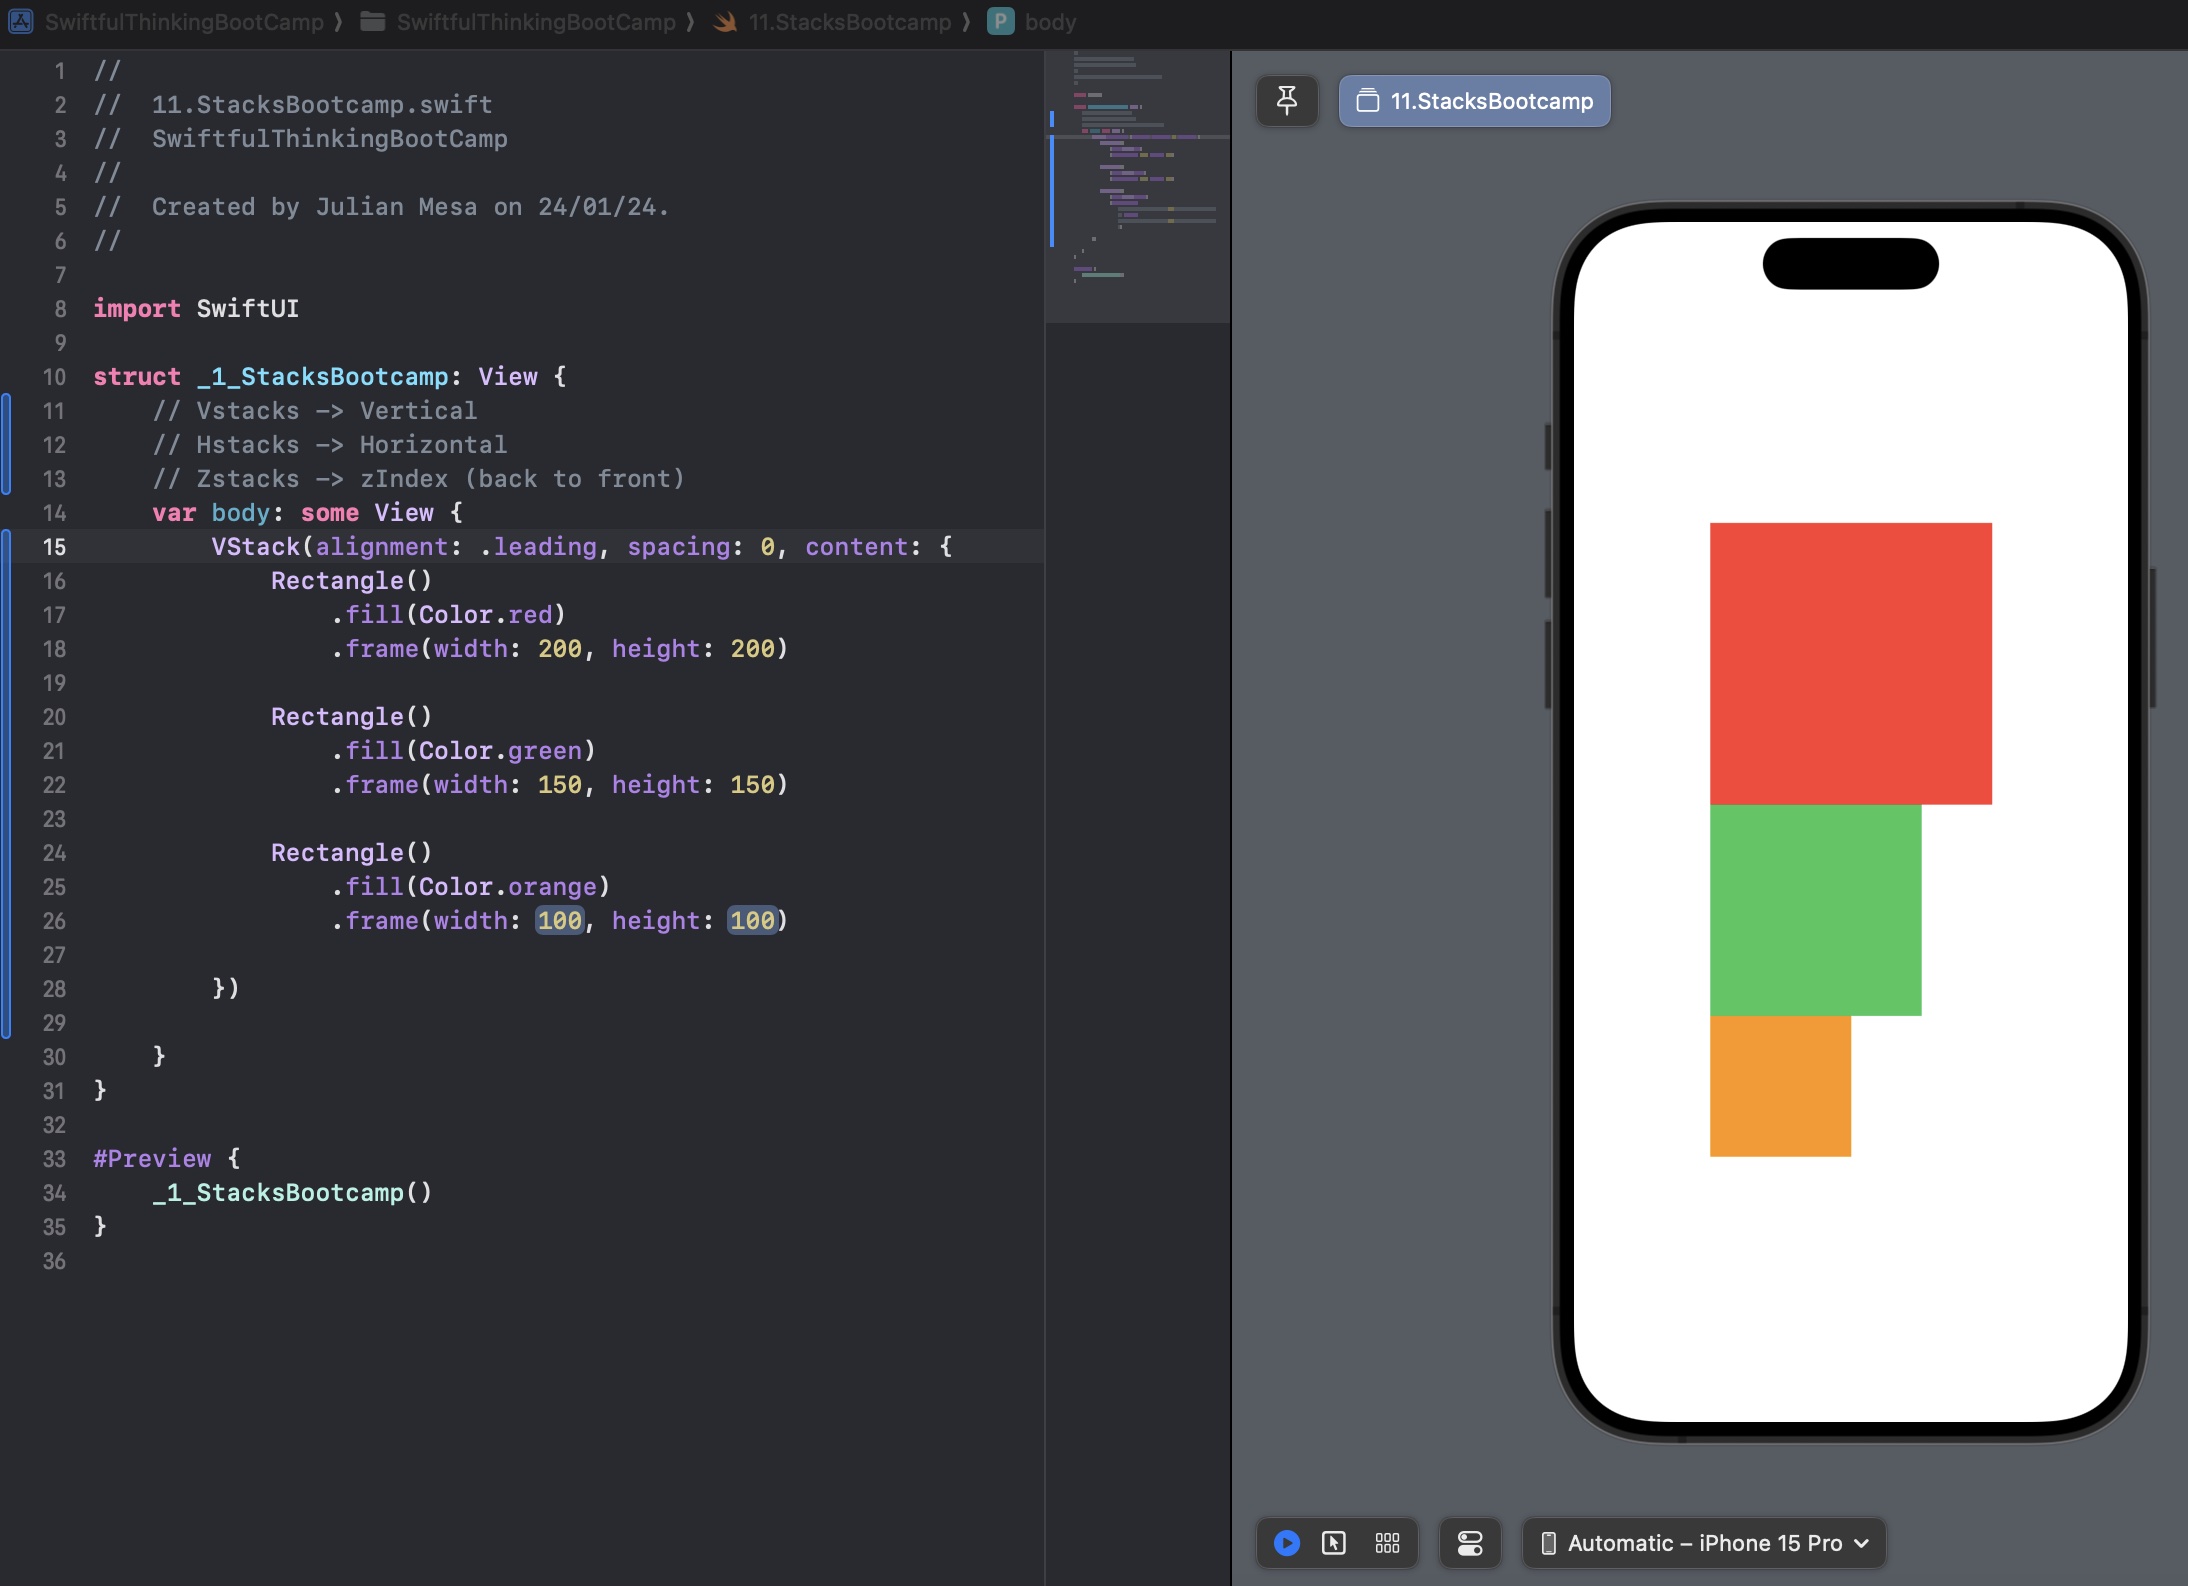 SwiftfulThinkingBootCamp ⟩ SwiftfulThinkingBootCamp ⟩ 11.StacksBootcamp ⟩ P body
1 //
2 //  11.StacksBootcamp.swift
3 //  SwiftfulThinkingBootCamp
4 //
5 //  Created by Julian Mesa on 24/01/24.
6 //
7
8 import SwiftUI
9
10 struct _1_StacksBootcamp: View {
11     // Vstacks -> Vertical
12     // Hstacks -> Horizontal
13     // Zstacks -> zIndex (back to front)
14     var body: some View {
15         VStack(alignment: .leading, spacing: 0, content: {
16             Rectangle()
17                 .fill(Color.red)
18                 .frame(width: 200, height: 200)
19
20             Rectangle()
21                 .fill(Color.green)
22                 .frame(width: 150, height: 150)
23
24             Rectangle()
25                 .fill(Color.orange)
26                 .frame(width: 100, height: 100)
27
28         })
29
30     }
31 }
32
33 #Preview {
34     _1_StacksBootcamp()
35 }
36
11.StacksBootcamp
Automatic – iPhone 15 Pro